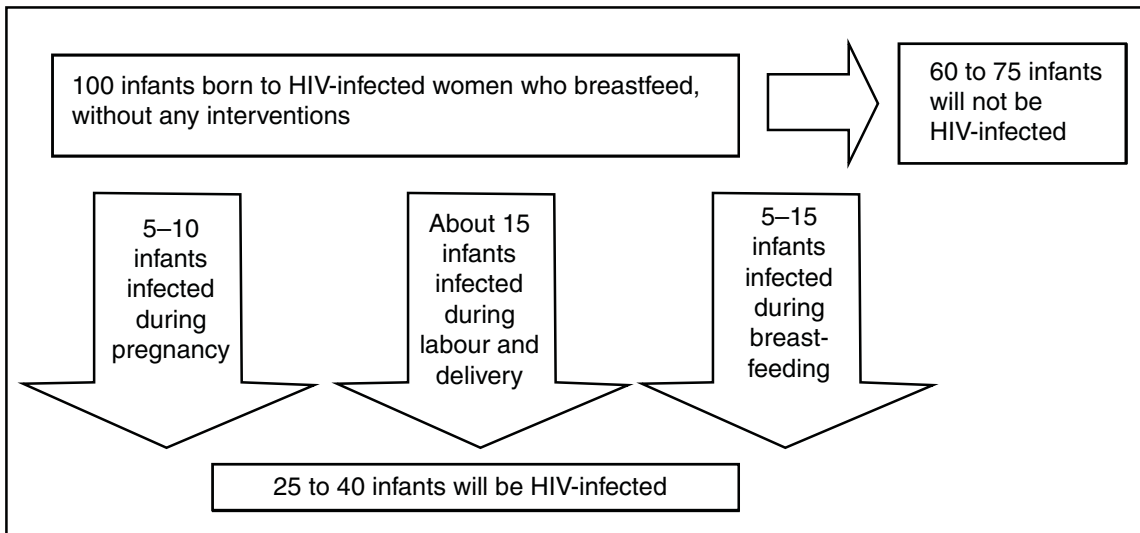 100 infants born to HIV-infected women who breastfeed,
without any interventions
60 to 75 infants
will not be
HIV-infected
5–10
infants
infected
during
pregnancy
About 15
infants
infected
during
labour and
delivery
5–15
infants
infected
during
breast-
feeding
25 to 40 infants will be HIV-infected